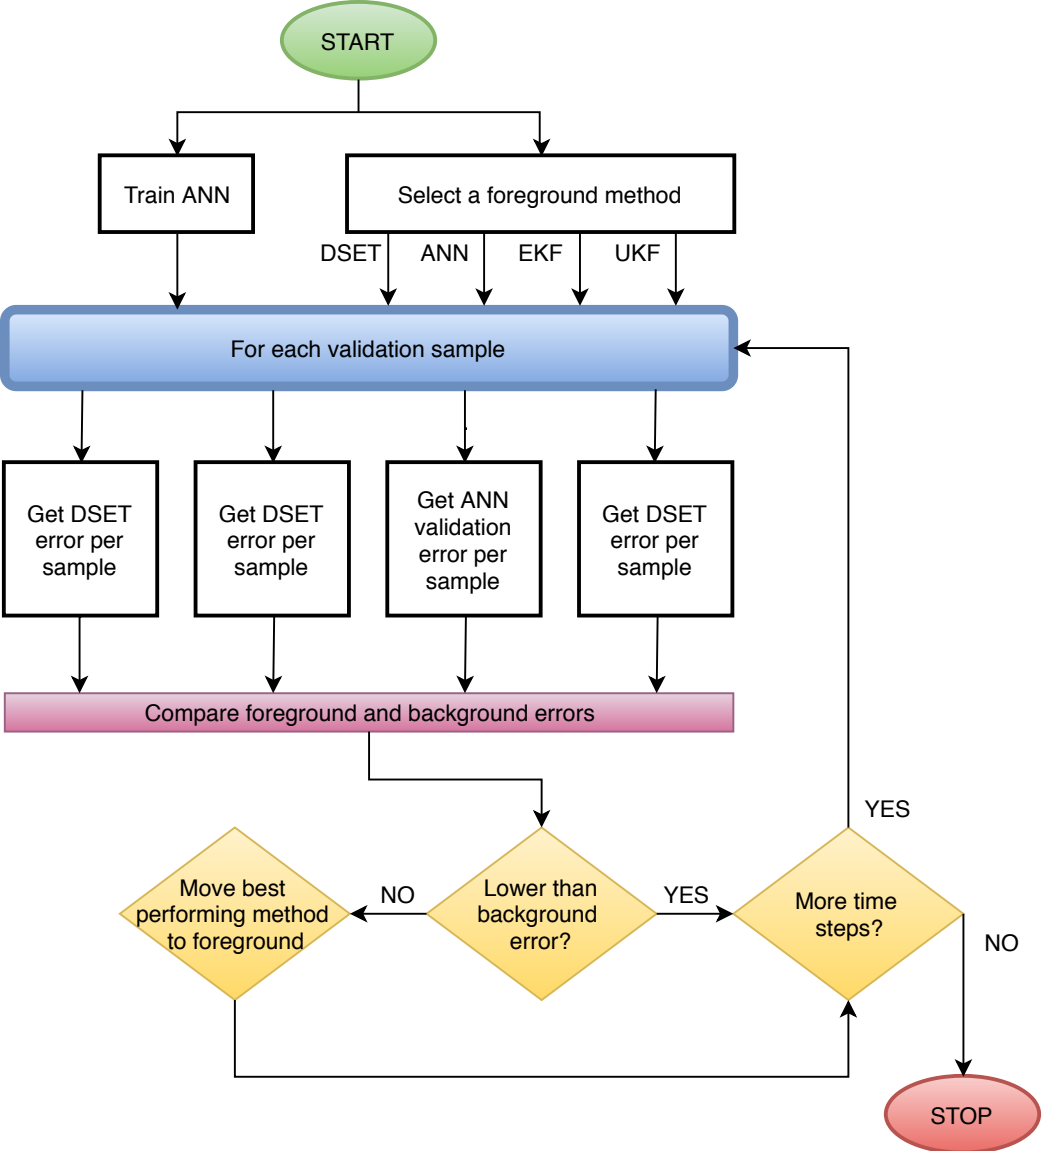 START
Train ANN
Select a foreground method
DSET
ANN
EKF
UKF
For each validation sample
Get DSET
error per
sample
Get DSET
error per
sample
Get ANN
validation
error per
sample
Get DSET
error per
sample
Compare foreground and background errors
YES
Move best
performing method
to foreground
NO
Lower than
background
error?
YES
More time
steps?
NO
STOP